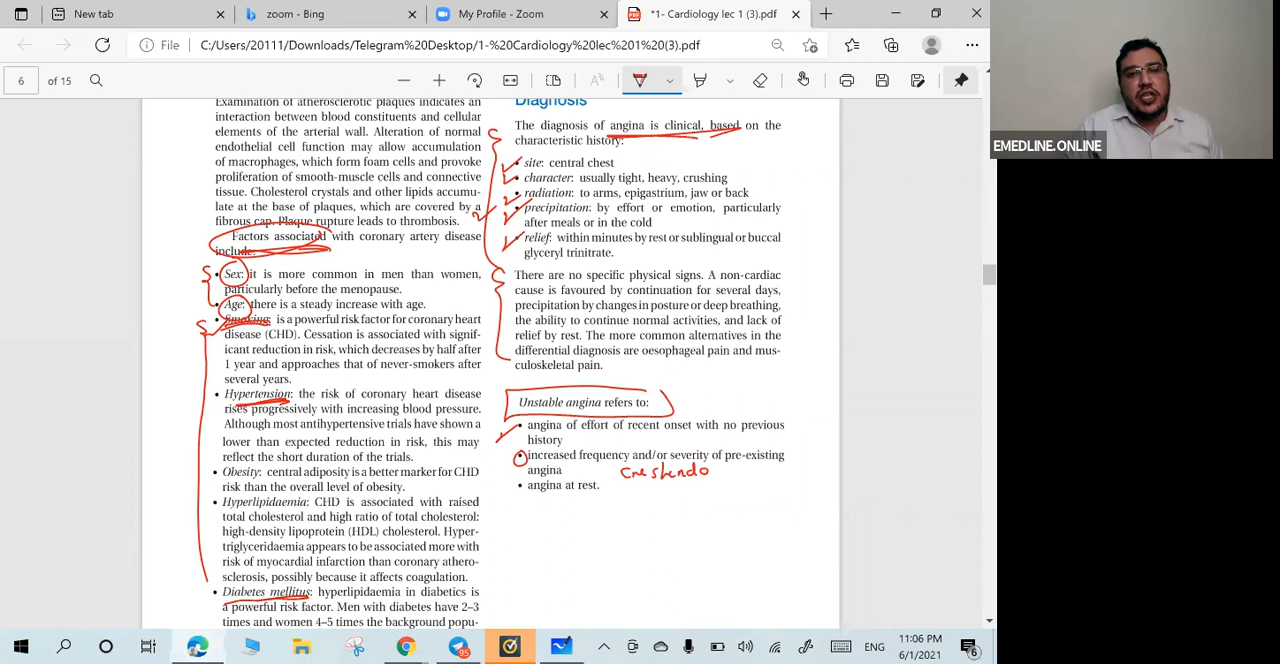 New tab
zoom - Bing
My Profile - Zoom
*1- Cardiology lec 1 (3).pdf
File
C:/Users/20111/Downloads/Telegram%20Desktop/1-%20Cardiology%20lec%201%20(3).pdf
6 of 15
EMEDLINE.ONLINE
Examination of atherosclerotic plaques indicates an
interaction between blood constituents and cellular
elements of the arterial wall. Alteration of normal
endothelial cell function may allow accumulation
of macrophages, which form foam cells and provoke
proliferation of smooth-muscle cells and connective
tissue. Cholesterol crystals and other lipids accumu-
late at the base of plaques, which are covered by a
fibrous cap. Plaque rupture leads to thrombosis.
Factors associated with coronary artery disease
include:
• Sex: it is more common in men than women,
particularly before the menopause.
• Age: there is a steady increase with age.
• Smoking: is a powerful risk factor for coronary heart
disease (CHD). Cessation is associated with signif-
icant reduction in risk, which decreases by half after
1 year and approaches that of never-smokers after
several years.
• Hypertension: the risk of coronary heart disease
rises progressively with increasing blood pressure.
Although most antihypertensive trials have shown a
lower than expected reduction in risk, this may
reflect the short duration of the trials.
• Obesity: central adiposity is a better marker for CHD
risk than the overall level of obesity.
• Hyperlipidaemia: CHD is associated with raised
total cholesterol and high ratio of total cholesterol:
high-density lipoprotein (HDL) cholesterol. Hyper-
triglyceridaemia appears to be associated more with
risk of myocardial infarction than coronary athero-
sclerosis, possibly because it affects coagulation.
• Diabetes mellitus: hyperlipidaemia in diabetics is
a powerful risk factor. Men with diabetes have 2–3
times and women 4–5 times the background popu-
Diagnosis
The diagnosis of angina is clinical, based on the
characteristic history:
• site: central chest
• character: usually tight, heavy, crushing
• radiation: to arms, epigastrium, jaw or back
• precipitation: by effort or emotion, particularly
after meals or in the cold
• relief: within minutes by rest or sublingual or buccal
glyceryl trinitrate.
There are no specific physical signs. A non-cardiac
cause is favoured by continuation for several days,
precipitation by changes in posture or deep breathing,
the ability to continue normal activities, and lack of
relief by rest. The more common alternatives in the
differential diagnosis are oesophageal pain and mus-
culoskeletal pain.
Unstable angina refers to:
• angina of effort of recent onset with no previous
history
• increased frequency and/or severity of pre-existing
angina
• angina at rest.
95
ENG
11:06 PM
6/1/2021
6